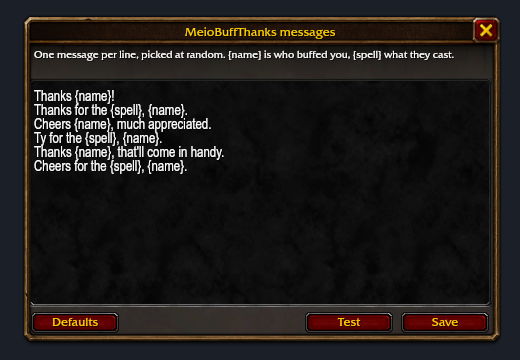 MeioBuffThanks messages
One message per line, picked at random. {name} is who buffed you, {spell} what they cast.
Thanks {name}!
Thanks for the {spell}, {name}.
Cheers {name}, much appreciated.
Ty for the {spell}, {name}.
Thanks {name}, that'll come in handy.
Cheers for the {spell}, {name}.
Defaults
Test
Save